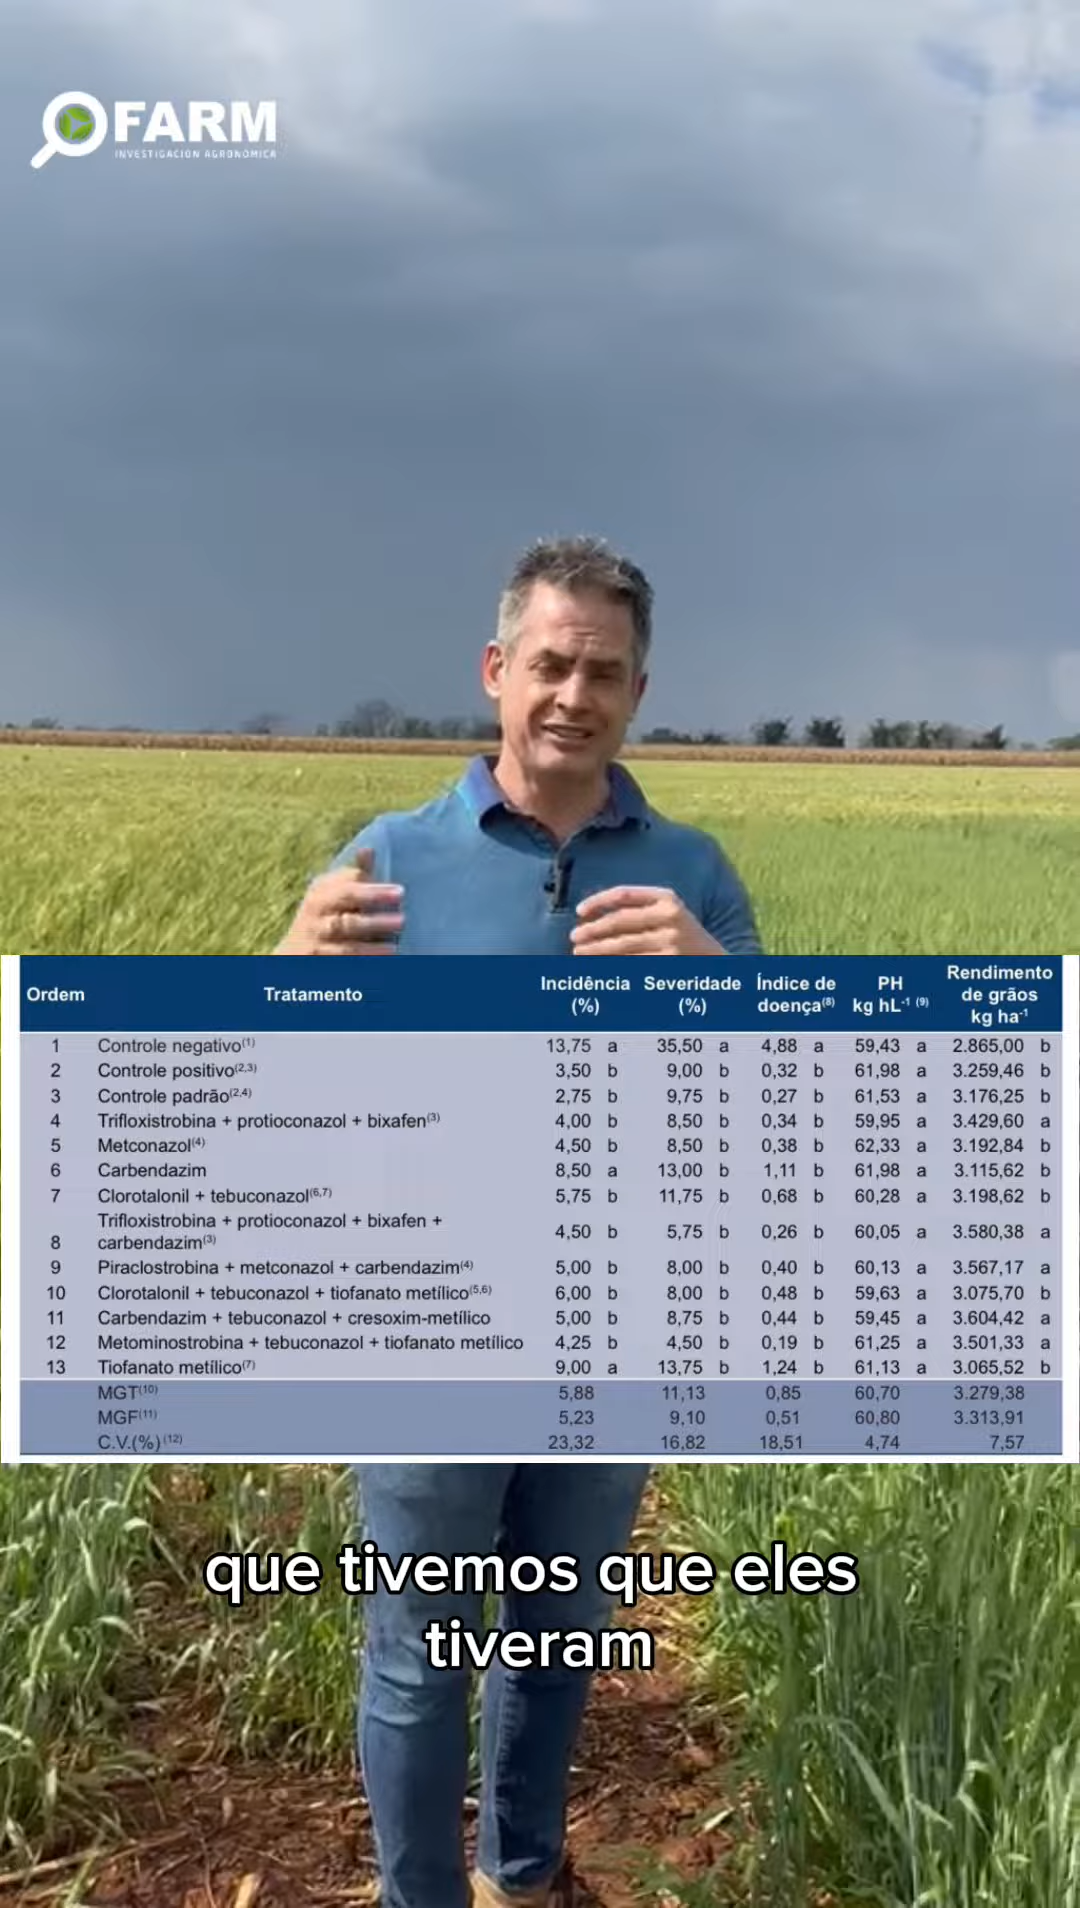 FARM
INVESTIGACIÓN AGRONÓMICA
Ordem Tratamento Incidência (%) Severidade (%) Índice de doença(8) PH kg hL-1 (9) Rendimento de grãos kg ha-1
1 Controle negativo(1) 13,75 a 35,50 a 4,88 a 59,43 a 2.865,00 b
2 Controle positivo(2,3) 3,50 b 9,00 b 0,32 b 61,98 a 3.259,46 b
3 Controle padrão(2,4) 2,75 b 9,75 b 0,27 b 61,53 a 3.176,25 b
4 Trifloxistrobina + protioconazol + bixafen(3) 4,00 b 8,50 b 0,34 b 59,95 a 3.429,60 a
5 Metconazol(4) 4,50 b 8,50 b 0,38 b 62,33 a 3.192,84 b
6 Carbendazim 8,50 a 13,00 b 1,11 b 61,98 a 3.115,62 b
7 Clorotalonil + tebuconazol(6,7) 5,75 b 11,75 b 0,68 b 60,28 a 3.198,62 b
8 Trifloxistrobina + protioconazol + bixafen + carbendazim(3) 4,50 b 5,75 b 0,26 b 60,05 a 3.580,38 a
9 Piraclostrobina + metconazol + carbendazim(4) 5,00 b 8,00 b 0,40 b 60,13 a 3.567,17 a
10 Clorotalonil + tebuconazol + tiofanato metílico(5,6) 6,00 b 8,00 b 0,48 b 59,63 a 3.075,70 b
11 Carbendazim + tebuconazol + cresoxim-metílico 5,00 b 8,75 b 0,44 b 59,45 a 3.604,42 a
12 Metominostrobina + tebuconazol + tiofanato metílico 4,25 b 4,50 b 0,19 b 61,25 a 3.501,33 a
13 Tiofanato metílico(7) 9,00 a 13,75 b 1,24 b 61,13 a 3.065,52 b
MGT(10) 5,88 11,13 0,85 60,70 3.279,38
MGF(11) 5,23 9,10 0,51 60,80 3.313,91
C.V.(%)(12) 23,32 16,82 18,51 4,74 7,57
que tivemos que eles
tiveram